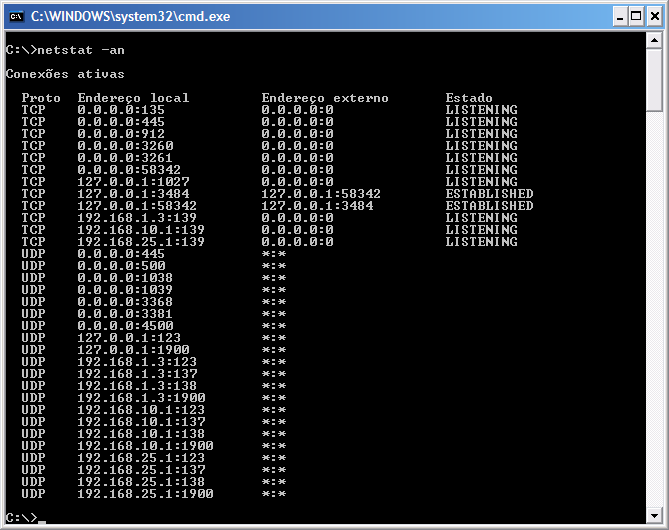 C:\WINDOWS\system32\cmd.exe
C:\>netstat -an
Conexões ativas
Proto Endereço local Endereço externo Estado
TCP 0.0.0.0:135 0.0.0.0:0 LISTENING
TCP 0.0.0.0:445 0.0.0.0:0 LISTENING
TCP 0.0.0.0:912 0.0.0.0:0 LISTENING
TCP 0.0.0.0:3260 0.0.0.0:0 LISTENING
TCP 0.0.0.0:3261 0.0.0.0:0 LISTENING
TCP 0.0.0.0:58342 0.0.0.0:0 LISTENING
TCP 127.0.0.1:1027 0.0.0.0:0 LISTENING
TCP 127.0.0.1:3484 127.0.0.1:58342 ESTABLISHED
TCP 127.0.0.1:58342 127.0.0.1:3484 ESTABLISHED
TCP 192.168.1.3:139 0.0.0.0:0 LISTENING
TCP 192.168.10.1:139 0.0.0.0:0 LISTENING
TCP 192.168.25.1:139 0.0.0.0:0 LISTENING
UDP 0.0.0.0:445 *:*
UDP 0.0.0.0:500 *:*
UDP 0.0.0.0:1038 *:*
UDP 0.0.0.0:1039 *:*
UDP 0.0.0.0:3368 *:*
UDP 0.0.0.0:3381 *:*
UDP 0.0.0.0:4500 *:*
UDP 127.0.0.1:123 *:*
UDP 127.0.0.1:1900 *:*
UDP 192.168.1.3:123 *:*
UDP 192.168.1.3:137 *:*
UDP 192.168.1.3:138 *:*
UDP 192.168.1.3:1900 *:*
UDP 192.168.10.1:123 *:*
UDP 192.168.10.1:137 *:*
UDP 192.168.10.1:138 *:*
UDP 192.168.10.1:1900 *:*
UDP 192.168.25.1:123 *:*
UDP 192.168.25.1:137 *:*
UDP 192.168.25.1:138 *:*
UDP 192.168.25.1:1900 *:*
C:\>_